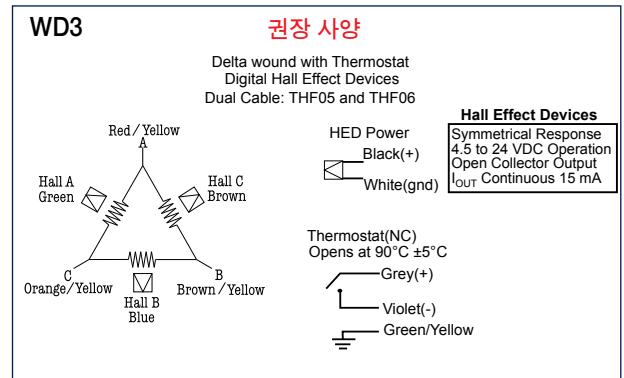 WD3
권장 사양
Delta wound with Thermostat
Digital Hall Effect Devices
Dual Cable: THF05 and THF06
Red/Yellow
A
Hall A
Green
Hall C
Brown
C
Orange/Yellow
B
Brown/Yellow
Hall B
Blue
HED Power
Black(+)
White(gnd)
Hall Effect Devices
Symmetrical Response
4.5 to 24 VDC Operation
Open Collector Output
IOUT Continuous 15 mA
Thermostat(NC)
Opens at 90°C ±5°C
Grey(+)
Violet(-)
Green/Yellow